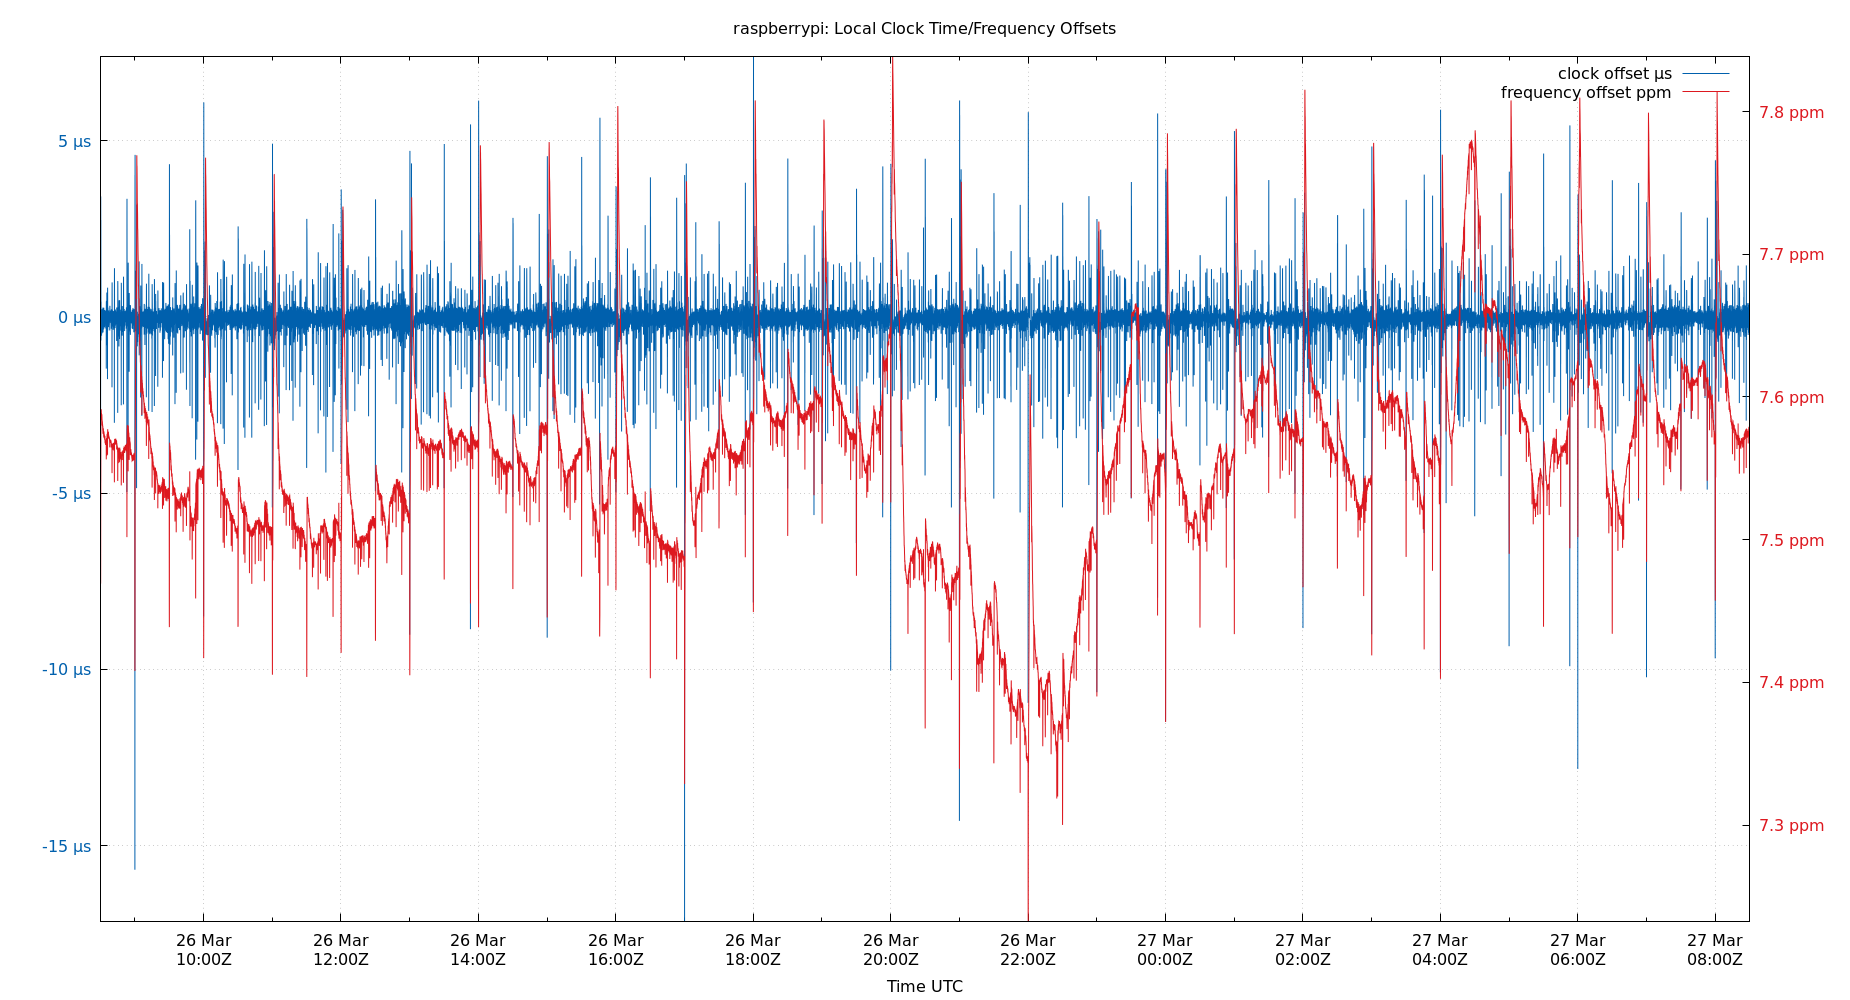 raspberrypi: Local Clock Time/Frequency Offsets
clock offset µs
frequency offset ppm
5 µs
0 µs
-5 µs
-10 µs
-15 µs
7.8 ppm
7.7 ppm
7.6 ppm
7.5 ppm
7.4 ppm
7.3 ppm
26 Mar 26 Mar 26 Mar 26 Mar 26 Mar 26 Mar 26 Mar 27 Mar 27 Mar 27 Mar 27 Mar 27 Mar
10:00Z 12:00Z 14:00Z 16:00Z 18:00Z 20:00Z 22:00Z 00:00Z 02:00Z 04:00Z 06:00Z 08:00Z
Time UTC